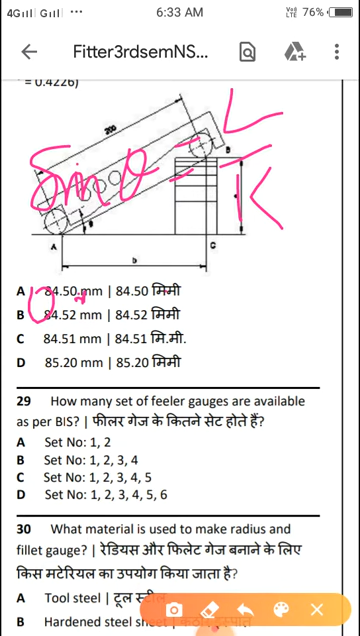 4G 6:33 AM Vo) LTE 76%
Fitter3rdsemNS...
= 0.4226)
200
Sin θ = L / K
B
θ
a
A C
b
A 84.50 mm | 84.50 मिमी
B 84.52 mm | 84.52 मिमी
C 84.51 mm | 84.51 मि.मी.
D 85.20 mm | 85.20 मिमी
29 How many set of feeler gauges are available
as per BIS? | फीलर गेज के कितने सेट होते हैं?
A Set No: 1, 2
B Set No: 1, 2, 3, 4
C Set No: 1, 2, 3, 4, 5
D Set No: 1, 2, 3, 4, 5, 6
30 What material is used to make radius and
fillet gauge? | रेडियस और फिलेट गेज बनाने के लिए
किस मटेरियल का उपयोग किया जाता है?
A Tool steel | टूल स्टील
B Hardened steel sheet |